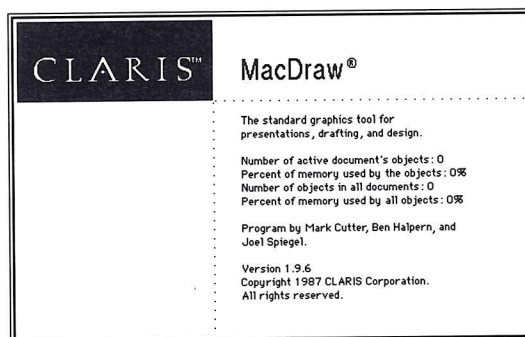 CLARIS™
MacDraw®
The standard graphics tool for
presentations, drafting, and design.
Number of active document's objects: 0
Percent of memory used by the objects: 0%
Number of objects in all documents: 0
Percent of memory used by all objects: 0%
Program by Mark Cutter, Ben Halpern, and
Joel Spiegel.
Version 1.9.6
Copyright 1987 CLARIS Corporation.
All rights reserved.